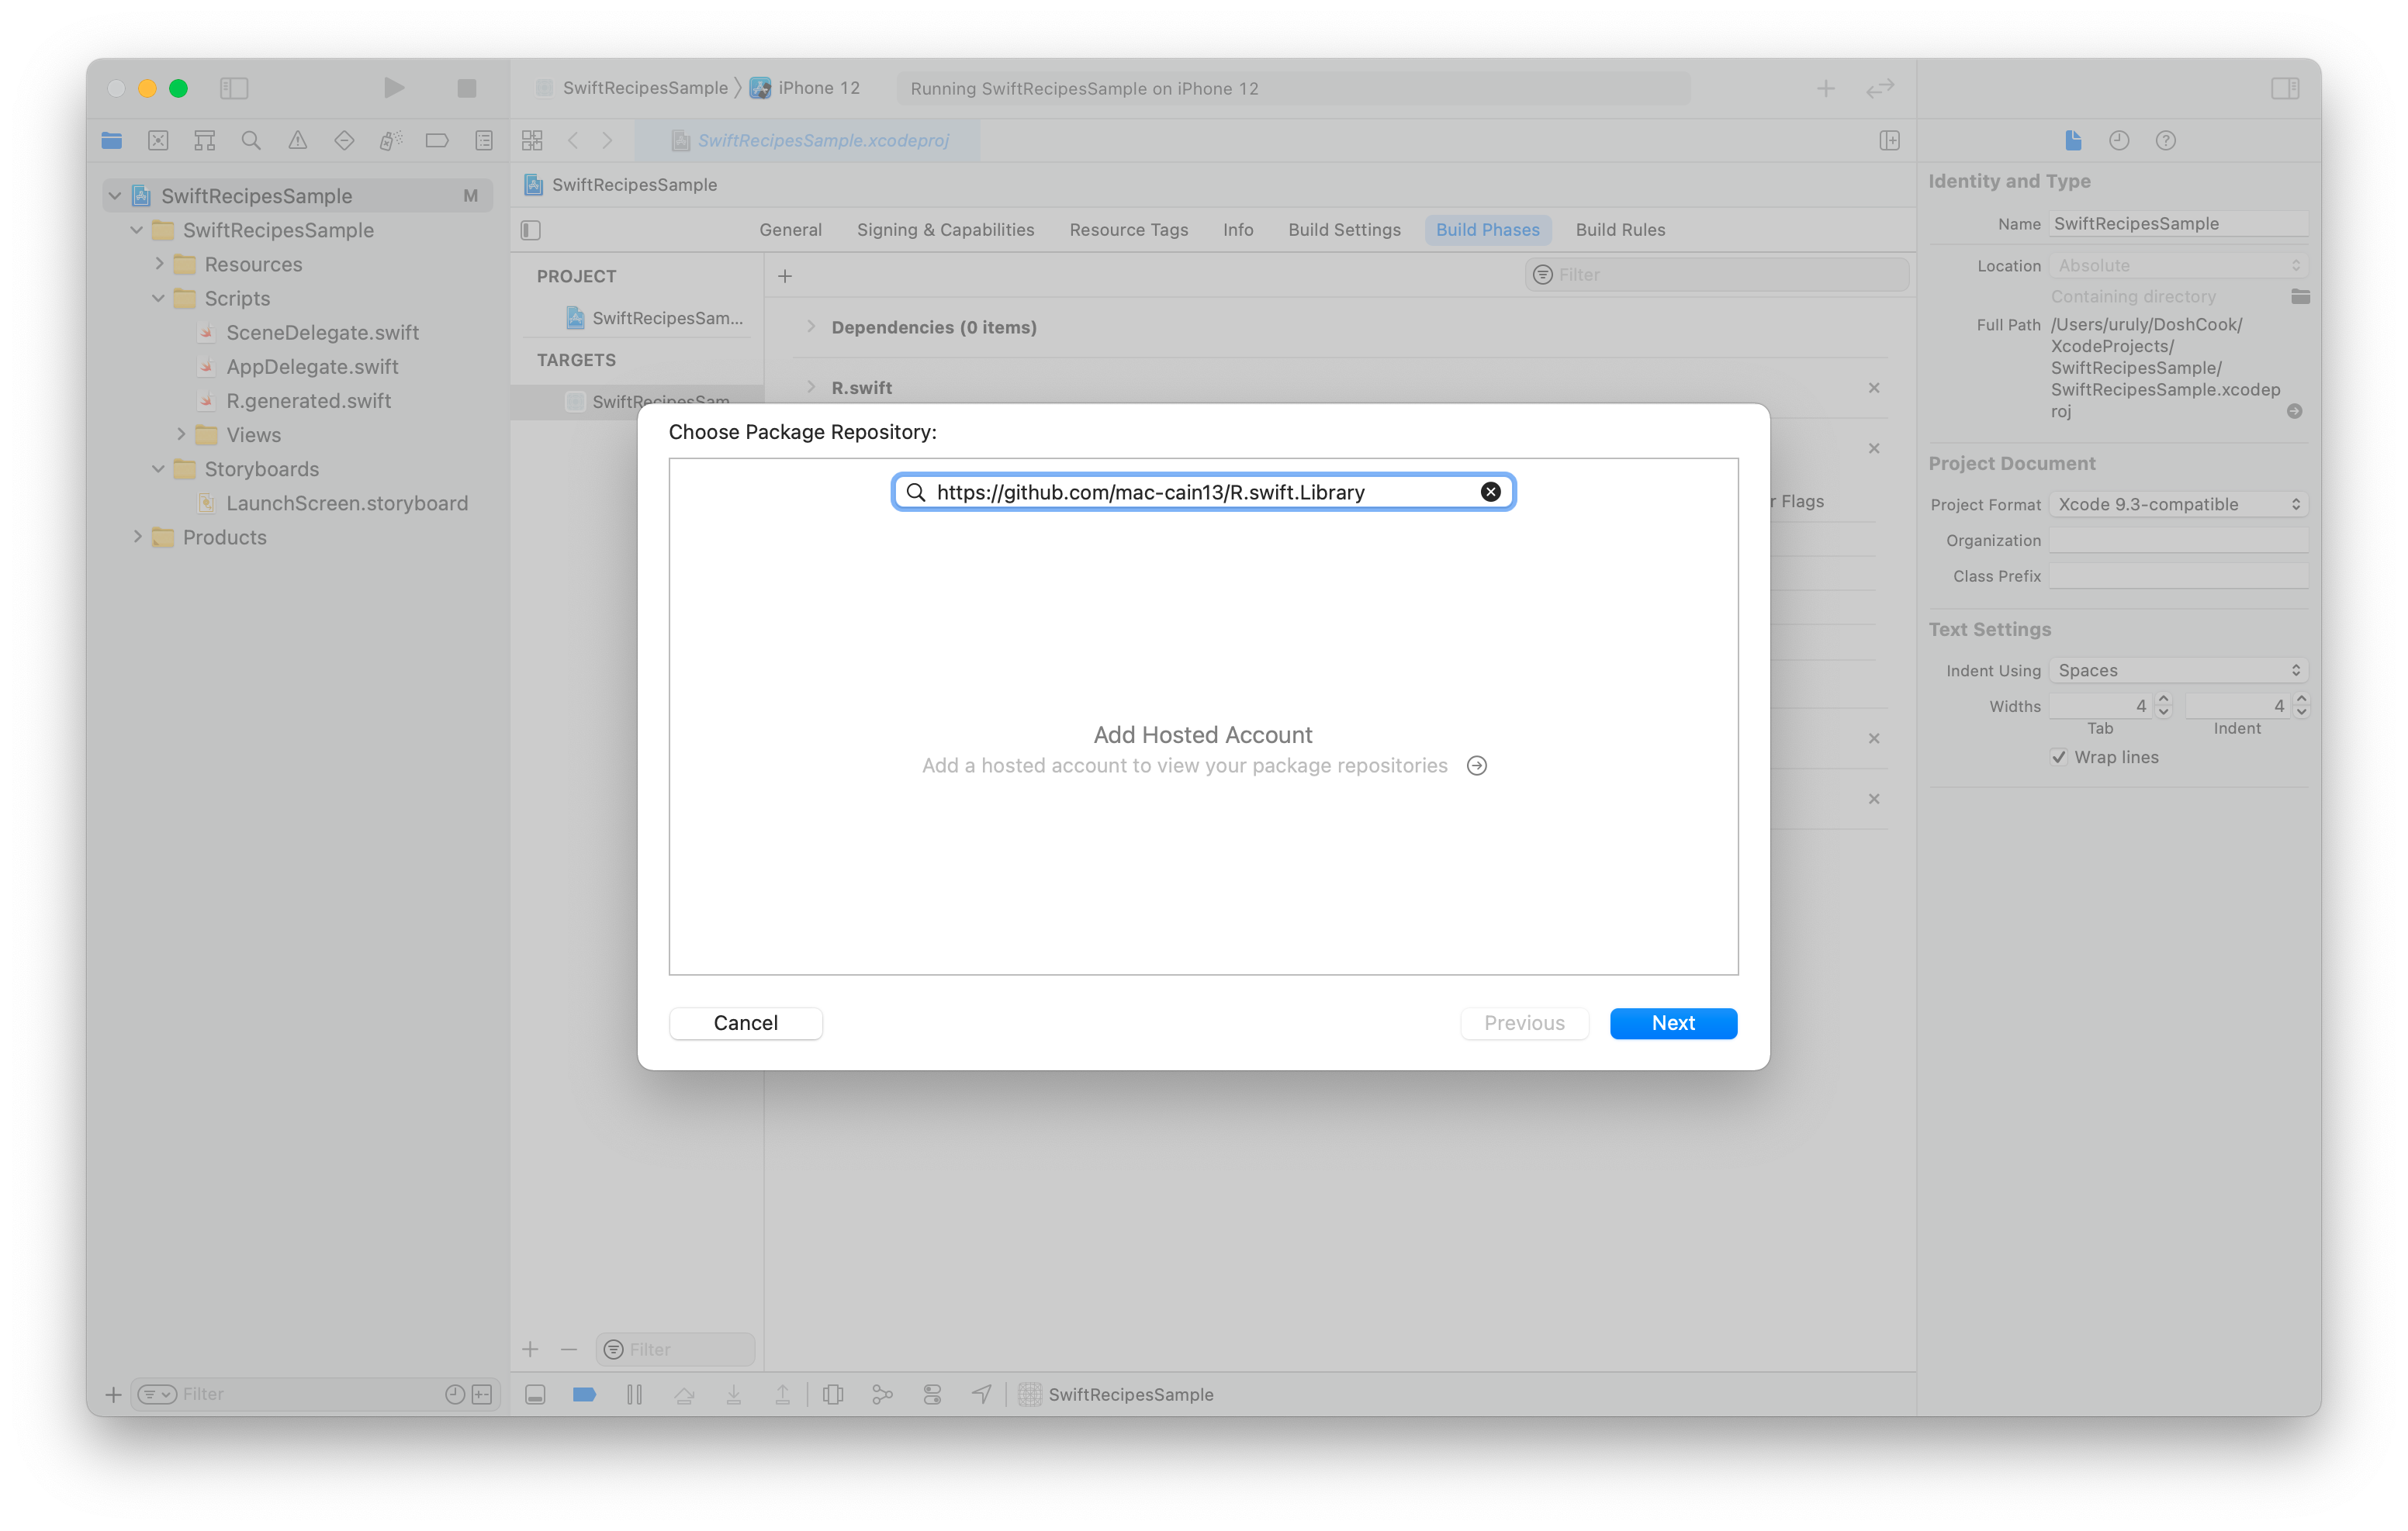 SwiftRecipesSample
iPhone 12
Running SwiftRecipesSample on iPhone 12
SwiftRecipesSample.xcodeproj
SwiftRecipesSample
M
SwiftRecipesSample
Resources
Scripts
SceneDelegate.swift
AppDelegate.swift
R.generated.swift
Views
Storyboards
LaunchScreen.storyboard
Products
Filter
SwiftRecipesSample
General
Signing & Capabilities
Resource Tags
Info
Build Settings
Build Phases
Build Rules
PROJECT
SwiftRecipesSam...
TARGETS
SwiftRecipesSam...
Filter
Filter
Dependencies (0 items)
R.swift
r Flags
Choose Package Repository:
https://github.com/mac-cain13/R.swift.Library
Add Hosted Account
Add a hosted account to view your package repositories
Cancel
Previous
Next
SwiftRecipesSample
Identity and Type
Name SwiftRecipesSample
Location Absolute
Containing directory
Full Path /Users/uruly/DoshCook/
XcodeProjects/
SwiftRecipesSample/
SwiftRecipesSample.xcodep
roj
Project Document
Project Format Xcode 9.3-compatible
Organization
Class Prefix
Text Settings
Indent Using Spaces
Widths 4 4
Tab Indent
Wrap lines